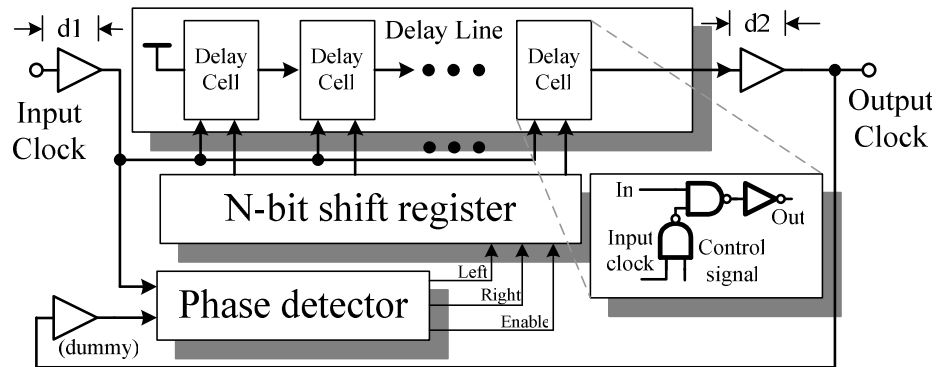 d1
Delay Line
d2
Delay
Cell
Delay
Cell
Delay
Cell
Input
Clock
Output
Clock
N-bit shift register
In
Out
Input
clock
Control
signal
Left
Right
Enable
Phase detector
(dummy)